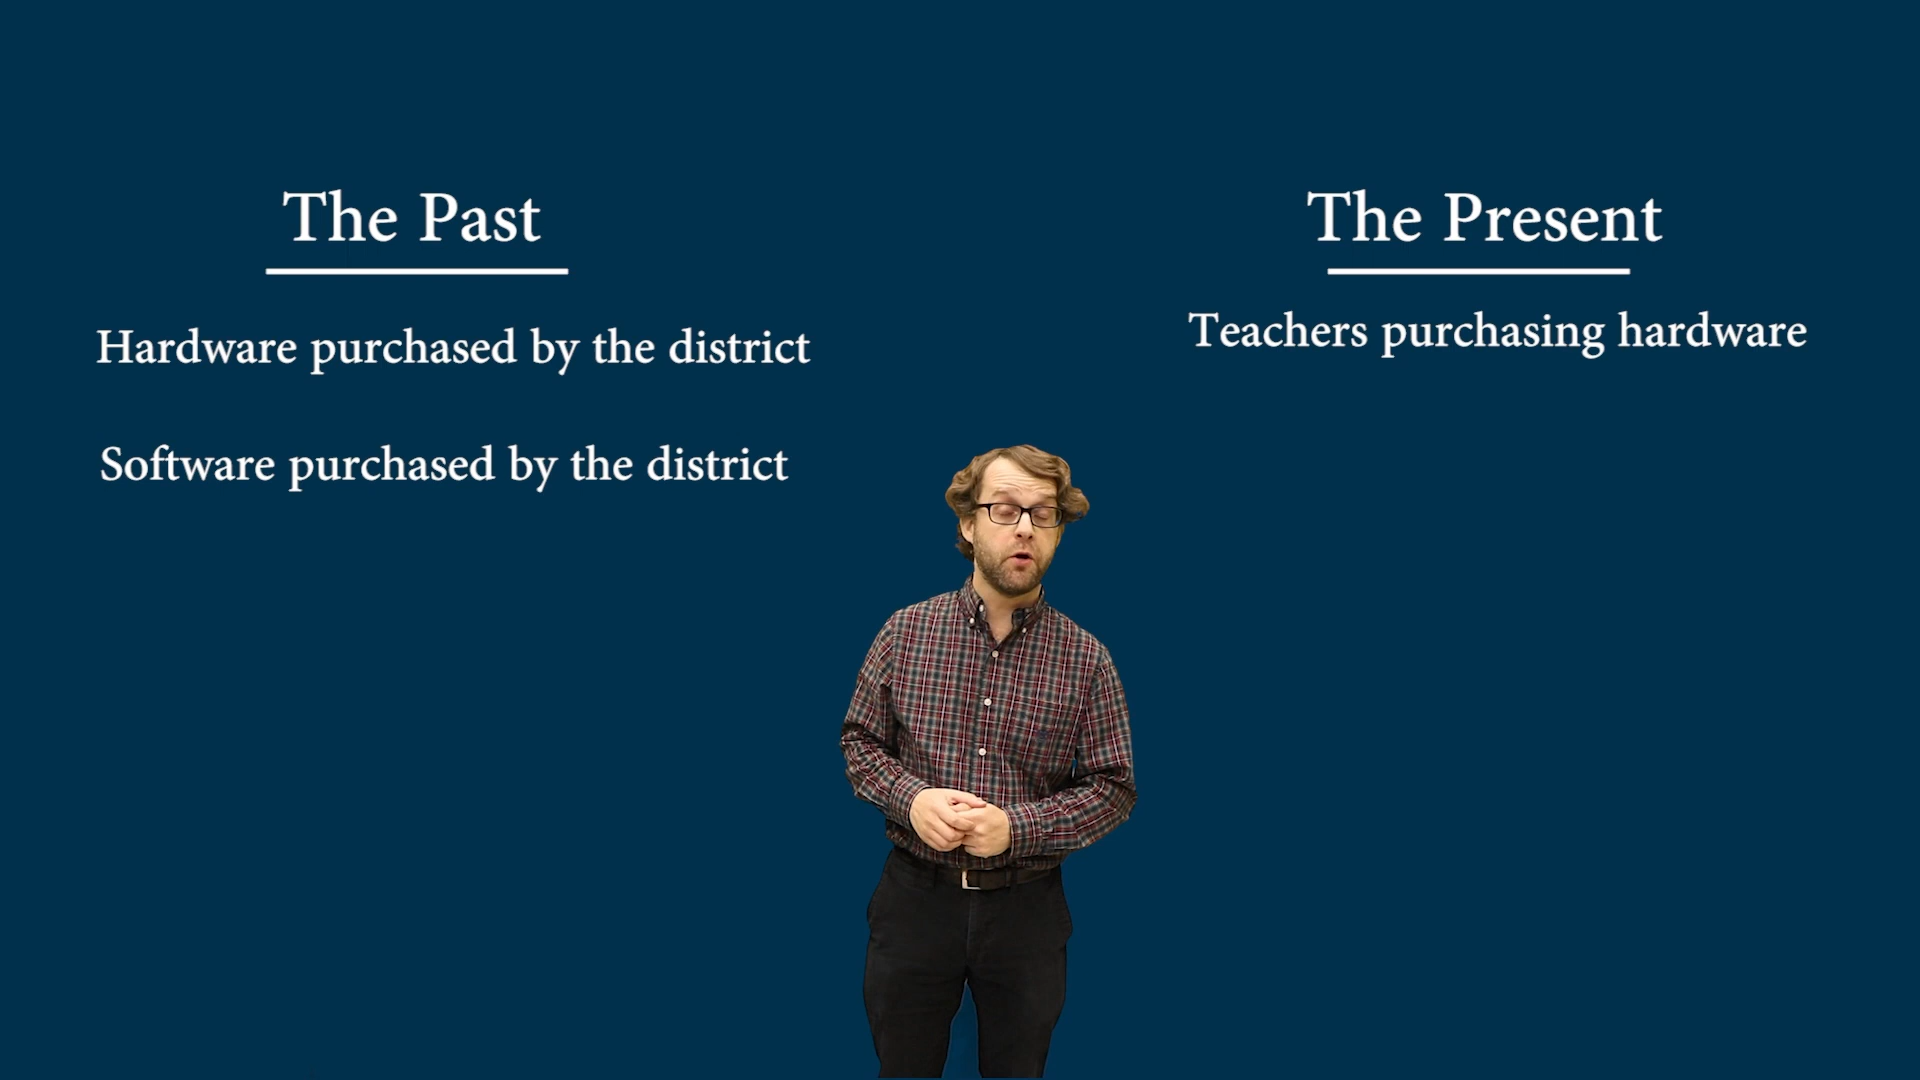 The Past
Hardware purchased by the district
Software purchased by the district
The Present
Teachers purchasing hardware